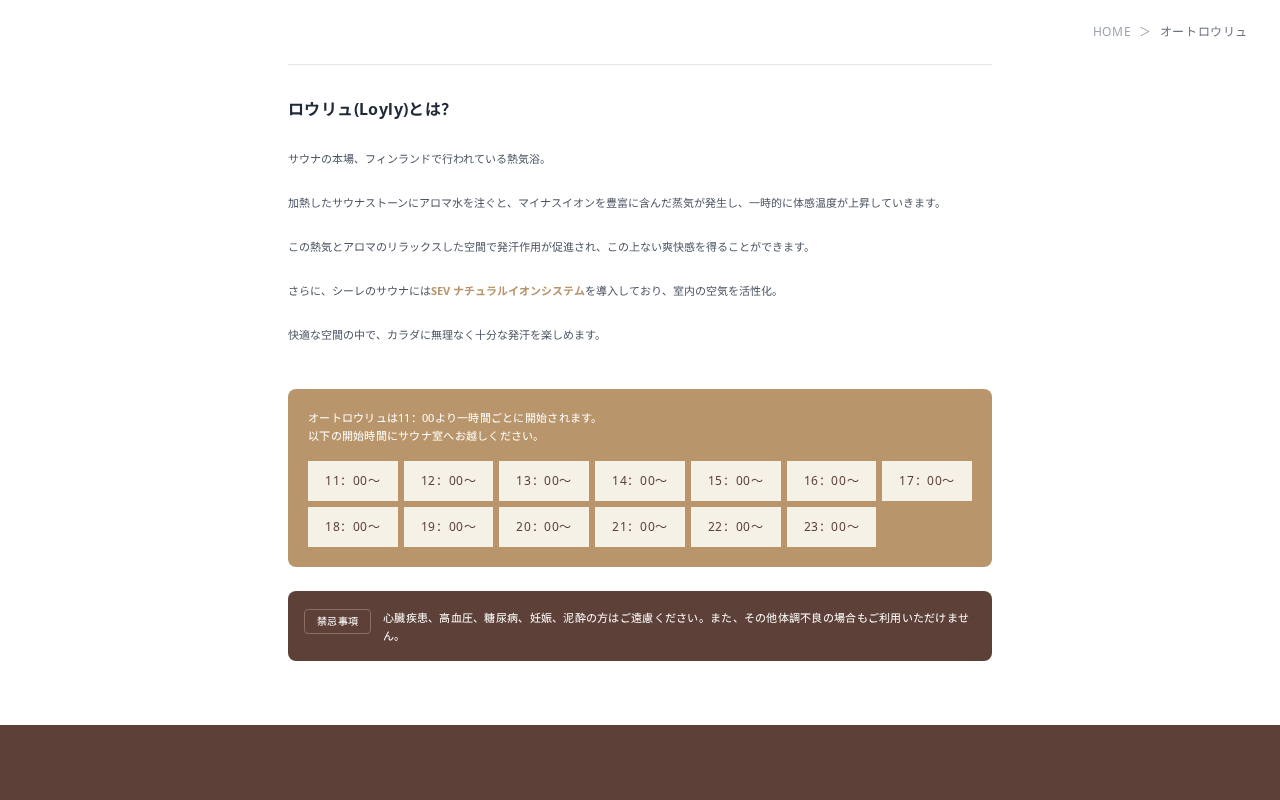 HOME ＞ オートロウリュ
ロウリュ(Loyly)とは?
サウナの本場、フィンランドで行われている熱気浴。
加熱したサウナストーンにアロマ水を注ぐと、マイナスイオンを豊富に含んだ蒸気が発生し、一時的に体感温度が上昇していきます。
この熱気とアロマのリラックスした空間で発汗作用が促進され、この上ない爽快感を得ることができます。
さらに、シーレのサウナにはSEV ナチュラルイオンシステムを導入しており、室内の空気を活性化。
快適な空間の中で、カラダに無理なく十分な発汗を楽しめます。
オートロウリュは11：00より一時間ごとに開始されます。
以下の開始時間にサウナ室へお越しください。
11：00〜 12：00〜 13：00〜 14：00〜 15：00〜 16：00〜 17：00〜
18：00〜 19：00〜 20：00〜 21：00〜 22：00〜 23：00〜
禁忌事項 心臓疾患、高血圧、糖尿病、妊娠、泥酔の方はご遠慮ください。また、その他体調不良の場合もご利用いただけませ
ん。